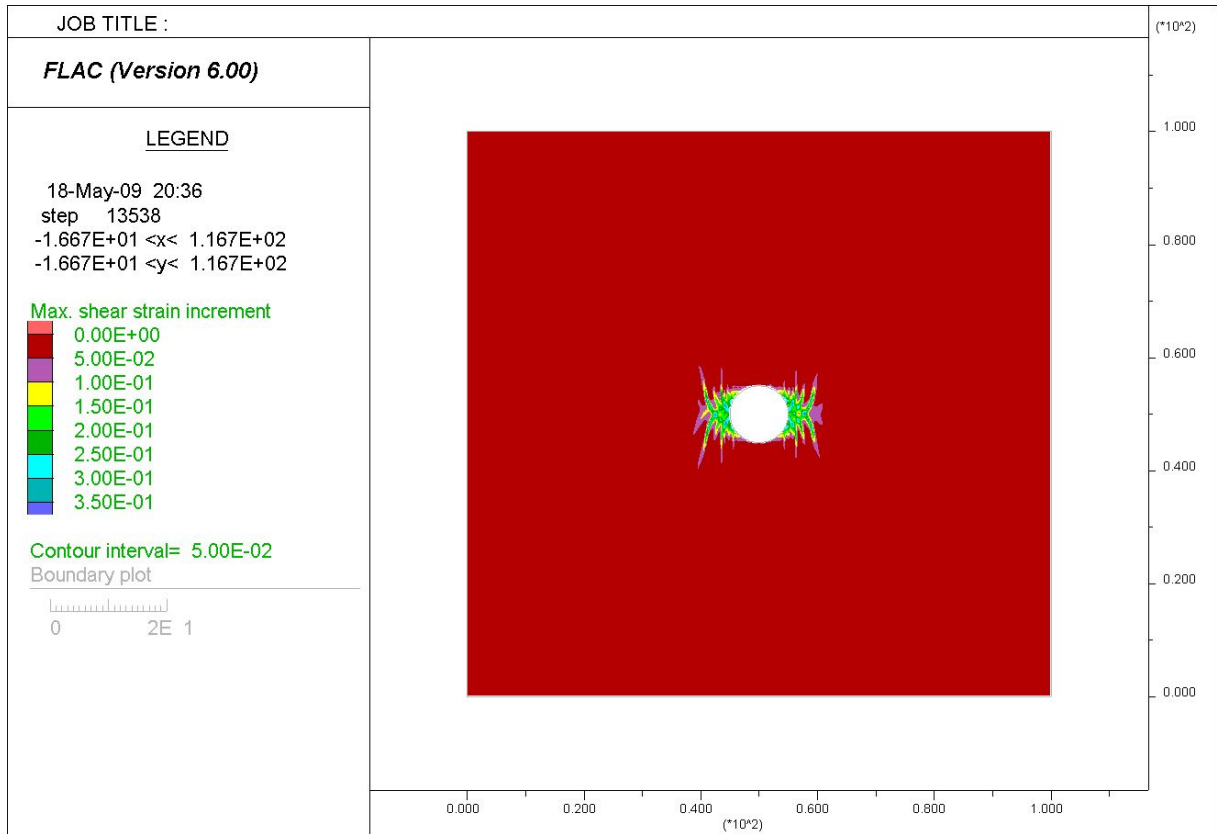 JOB TITLE :
FLAC (Version 6.00)
LEGEND
18-May-09 20:36
step 13538
-1.667E+01 <x< 1.167E+02
-1.667E+01 <y< 1.167E+02
Max. shear strain increment
0.00E+00
5.00E-02
1.00E-01
1.50E-01
2.00E-01
2.50E-01
3.00E-01
3.50E-01
Contour interval= 5.00E-02
Boundary plot
0 2E 1
(*10^2)
1.000
0.800
0.600
0.400
0.200
0.000
0.000 0.200 0.400 0.600 0.800 1.000
(*10^2)